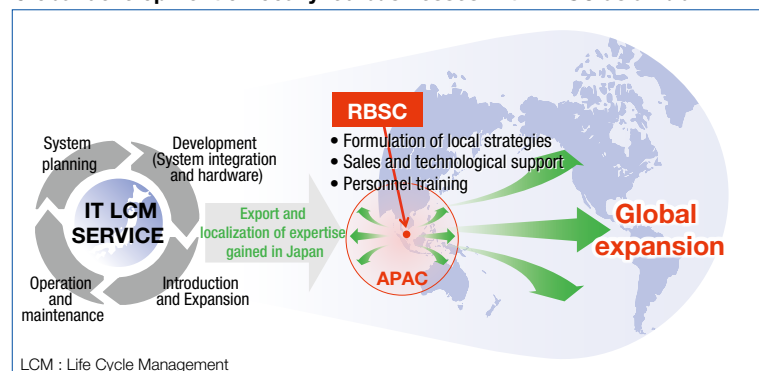 RBSC
• Formulation of local strategies
• Sales and technological support
• Personnel training
System
planning
Development
(System integration
and hardware)
IT LCM
SERVICE
Export and
localization of expertise
gained in Japan
Global
expansion
APAC
Operation
and
maintenance
Introduction
and Expansion
LCM : Life Cycle Management